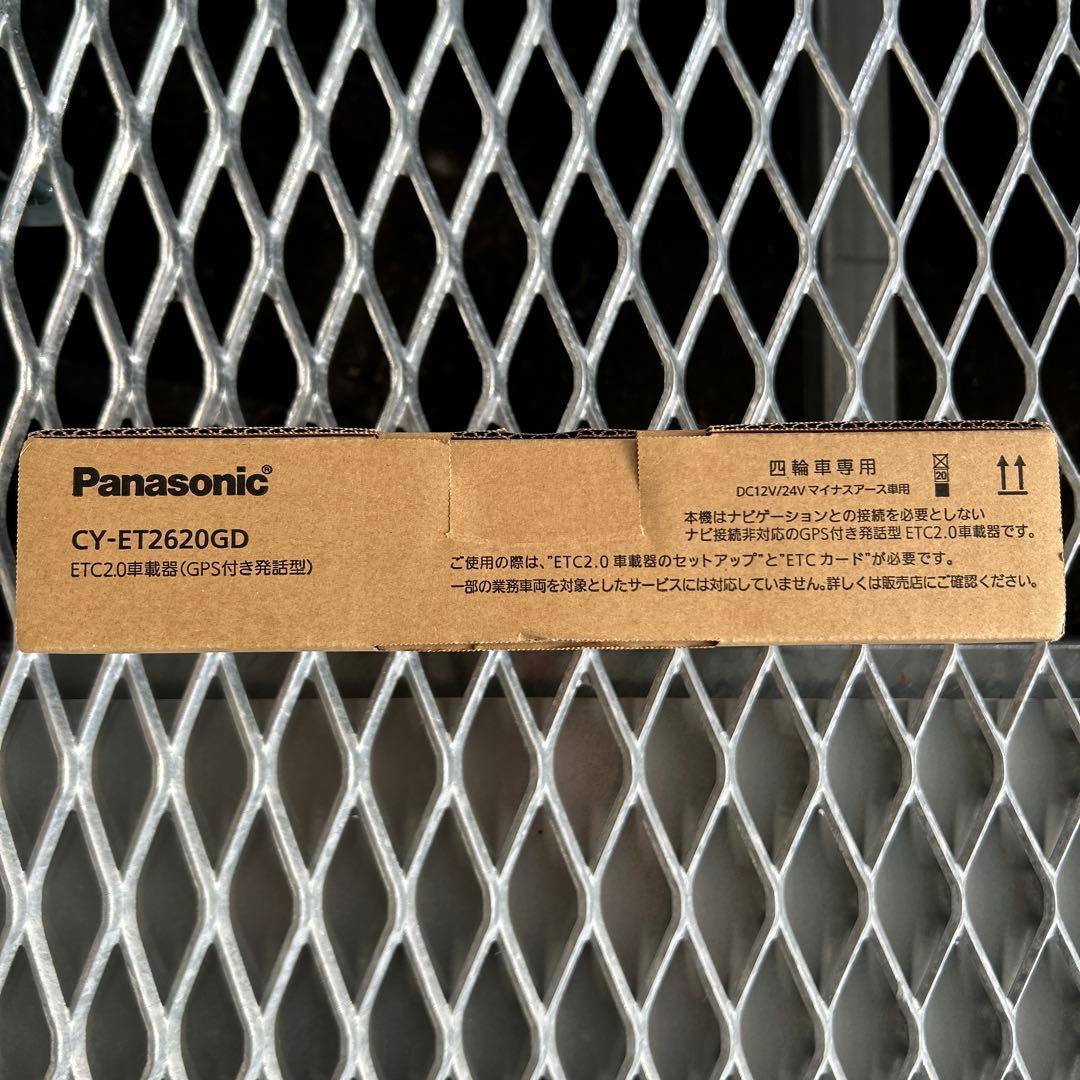 Panasonic®
CY-ET2620GD
ETC2.0車載器(GPS付き発話型)
四輪車専用
DC12V/24V マイナスアース車用
20
本機はナビゲーションとの接続を必要としない
ナビ接続非対応のGPS付き発話型 ETC2.0車載器です。
ご使用の際は、"ETC2.0 車載器のセットアップ"と"ETC カード"が必要です。
一部の業務車両を対象としたサービスには対応していません。詳しくは販売店にご確認ください。